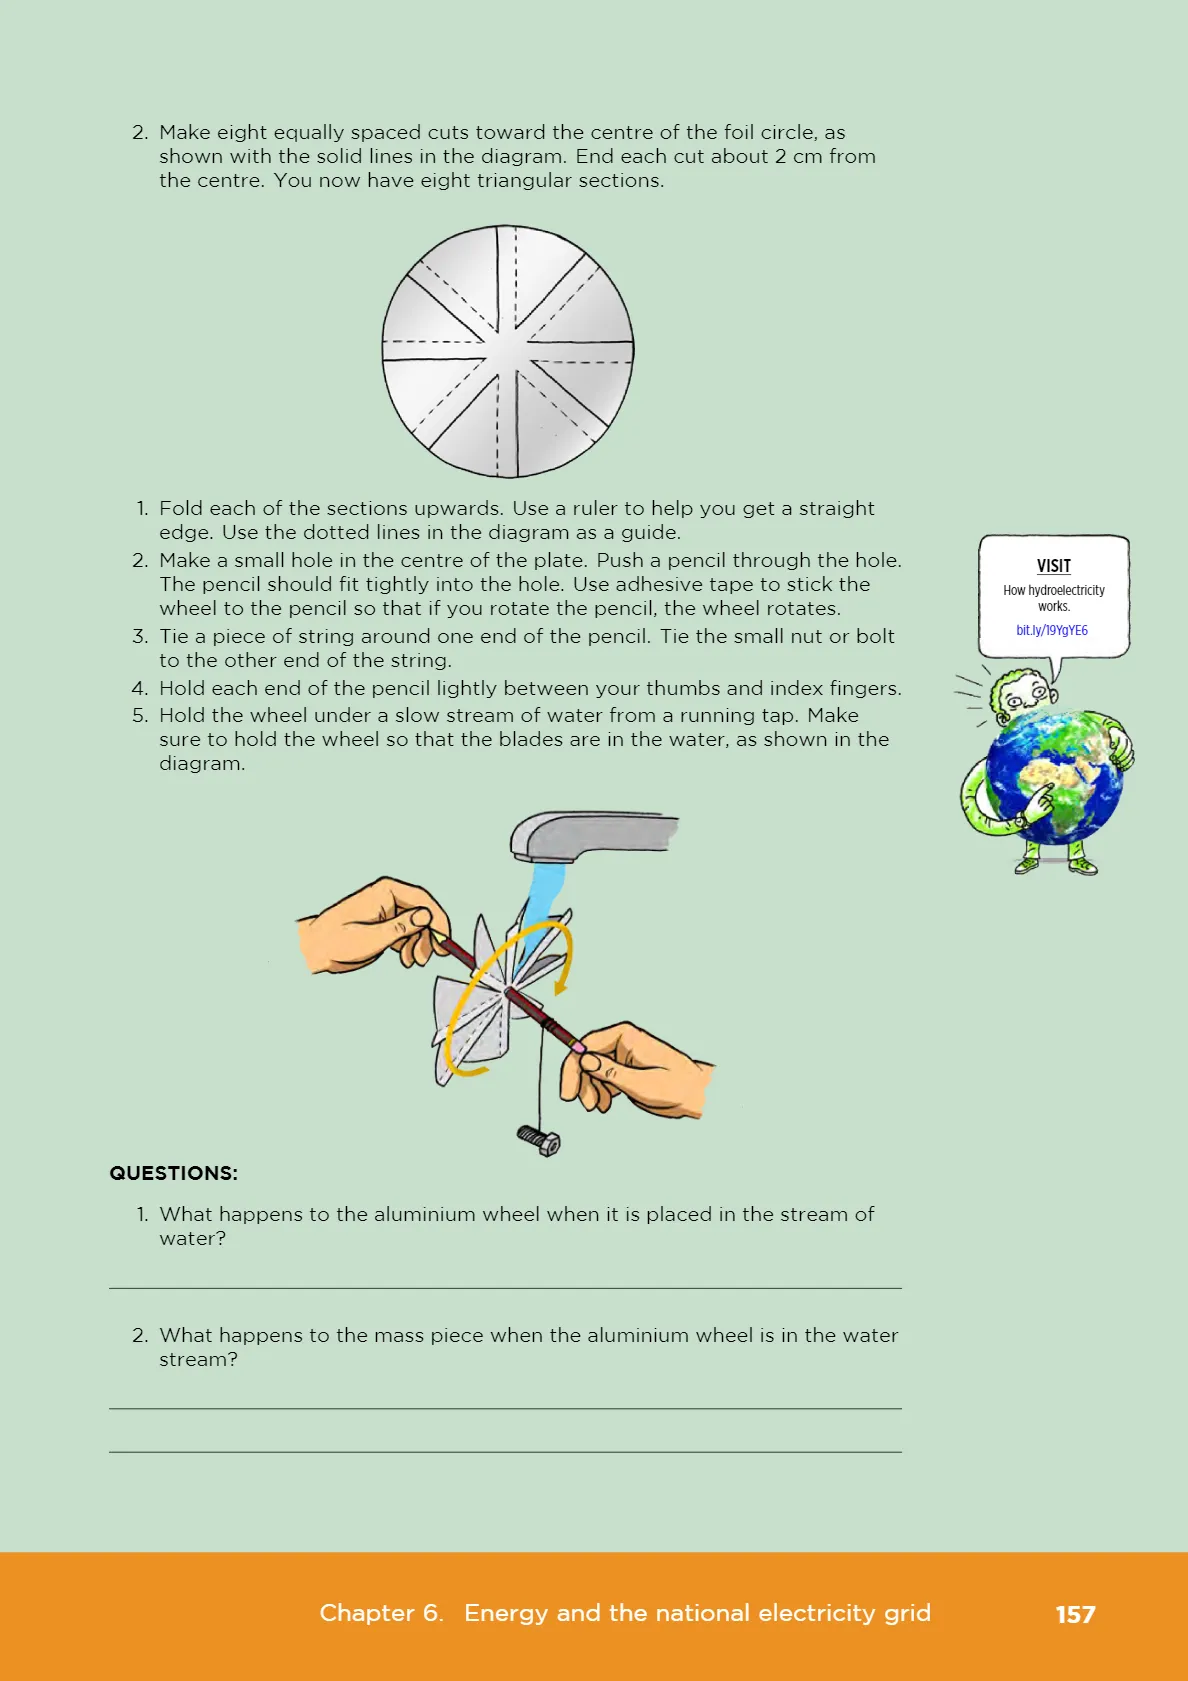 2. Make eight equally spaced cuts toward the centre of the foil circle, as
shown with the solid lines in the diagram. End each cut about 2 cm from
the centre. You now have eight triangular sections.
1. Fold each of the sections upwards. Use a ruler to help you get a straight
edge. Use the dotted lines in the diagram as a guide.
2. Make a small hole in the centre of the plate. Push a pencil through the hole.
The pencil should fit tightly into the hole. Use adhesive tape to stick the
wheel to the pencil so that if you rotate the pencil, the wheel rotates.
3. Tie a piece of string around one end of the pencil. Tie the small nut or bolt
to the other end of the string.
4. Hold each end of the pencil lightly between your thumbs and index fingers.
5. Hold the wheel under a slow stream of water from a running tap. Make
sure to hold the wheel so that the blades are in the water, as shown in the
diagram.
VISIT
How hydroelectricity
works.
bit.ly/19YgYE6
QUESTIONS:
1. What happens to the aluminium wheel when it is placed in the stream of
water?
2. What happens to the mass piece when the aluminium wheel is in the water
stream?
Chapter 6. Energy and the national electricity grid
157